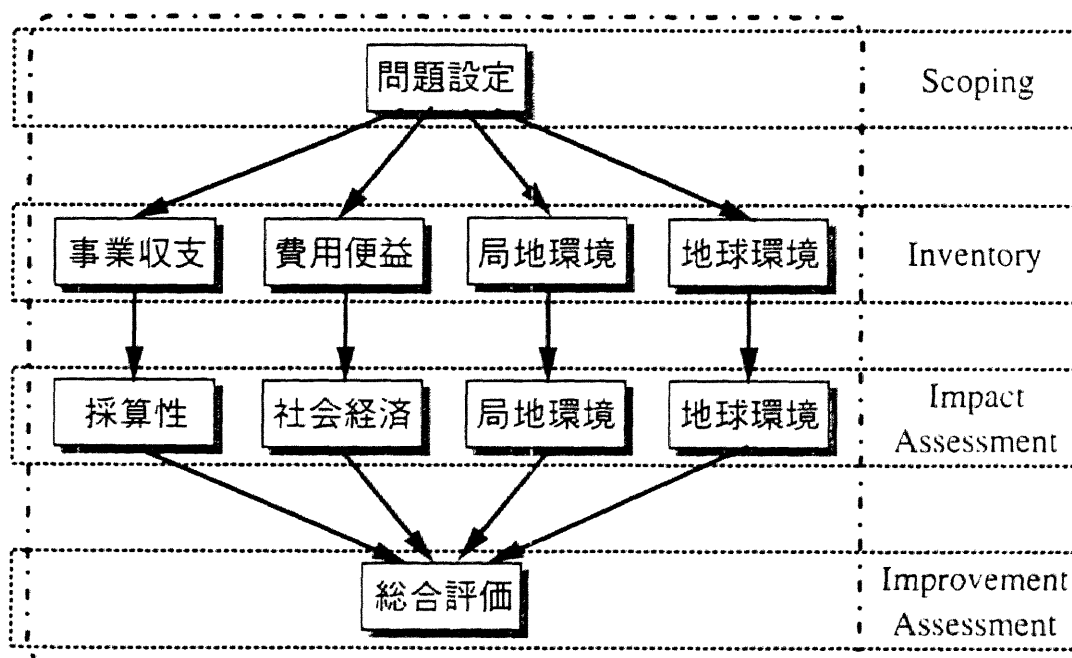 問題設定
Scoping
事業収支
費用便益
局地環境
地球環境
Inventory
採算性
社会経済
局地環境
地球環境
Impact
Assessment
総合評価
Improvement
Assessment